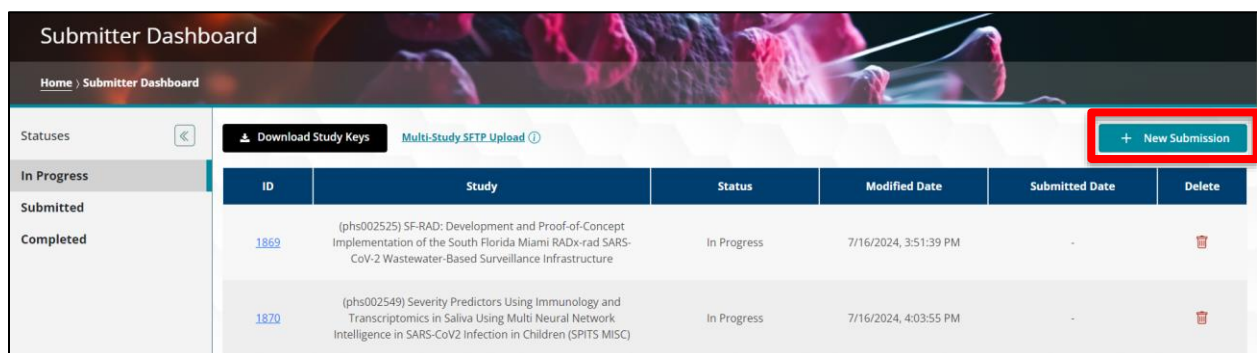 Submitter Dashboard
Home 〉 Submitter Dashboard
Statuses
Download Study Keys
Multi-Study SFTP Upload
+ New Submission
In Progress
Submitted
Completed
ID Study Status Modified Date Submitted Date Delete
(phs002525) SF-RAD: Development and Proof-of-Concept
1869 Implementation of the South Florida Miami RADx-rad SARS- In Progress 7/16/2024, 3:51:39 PM -
CoV-2 Wastewater-Based Surveillance Infrastructure
(phs002549) Severity Predictors Using Immunology and
1870 Transcriptomics in Saliva Using Multi Neural Network In Progress 7/16/2024, 4:03:55 PM -
Intelligence in SARS-CoV2 Infection in Children (SPITS MISC)